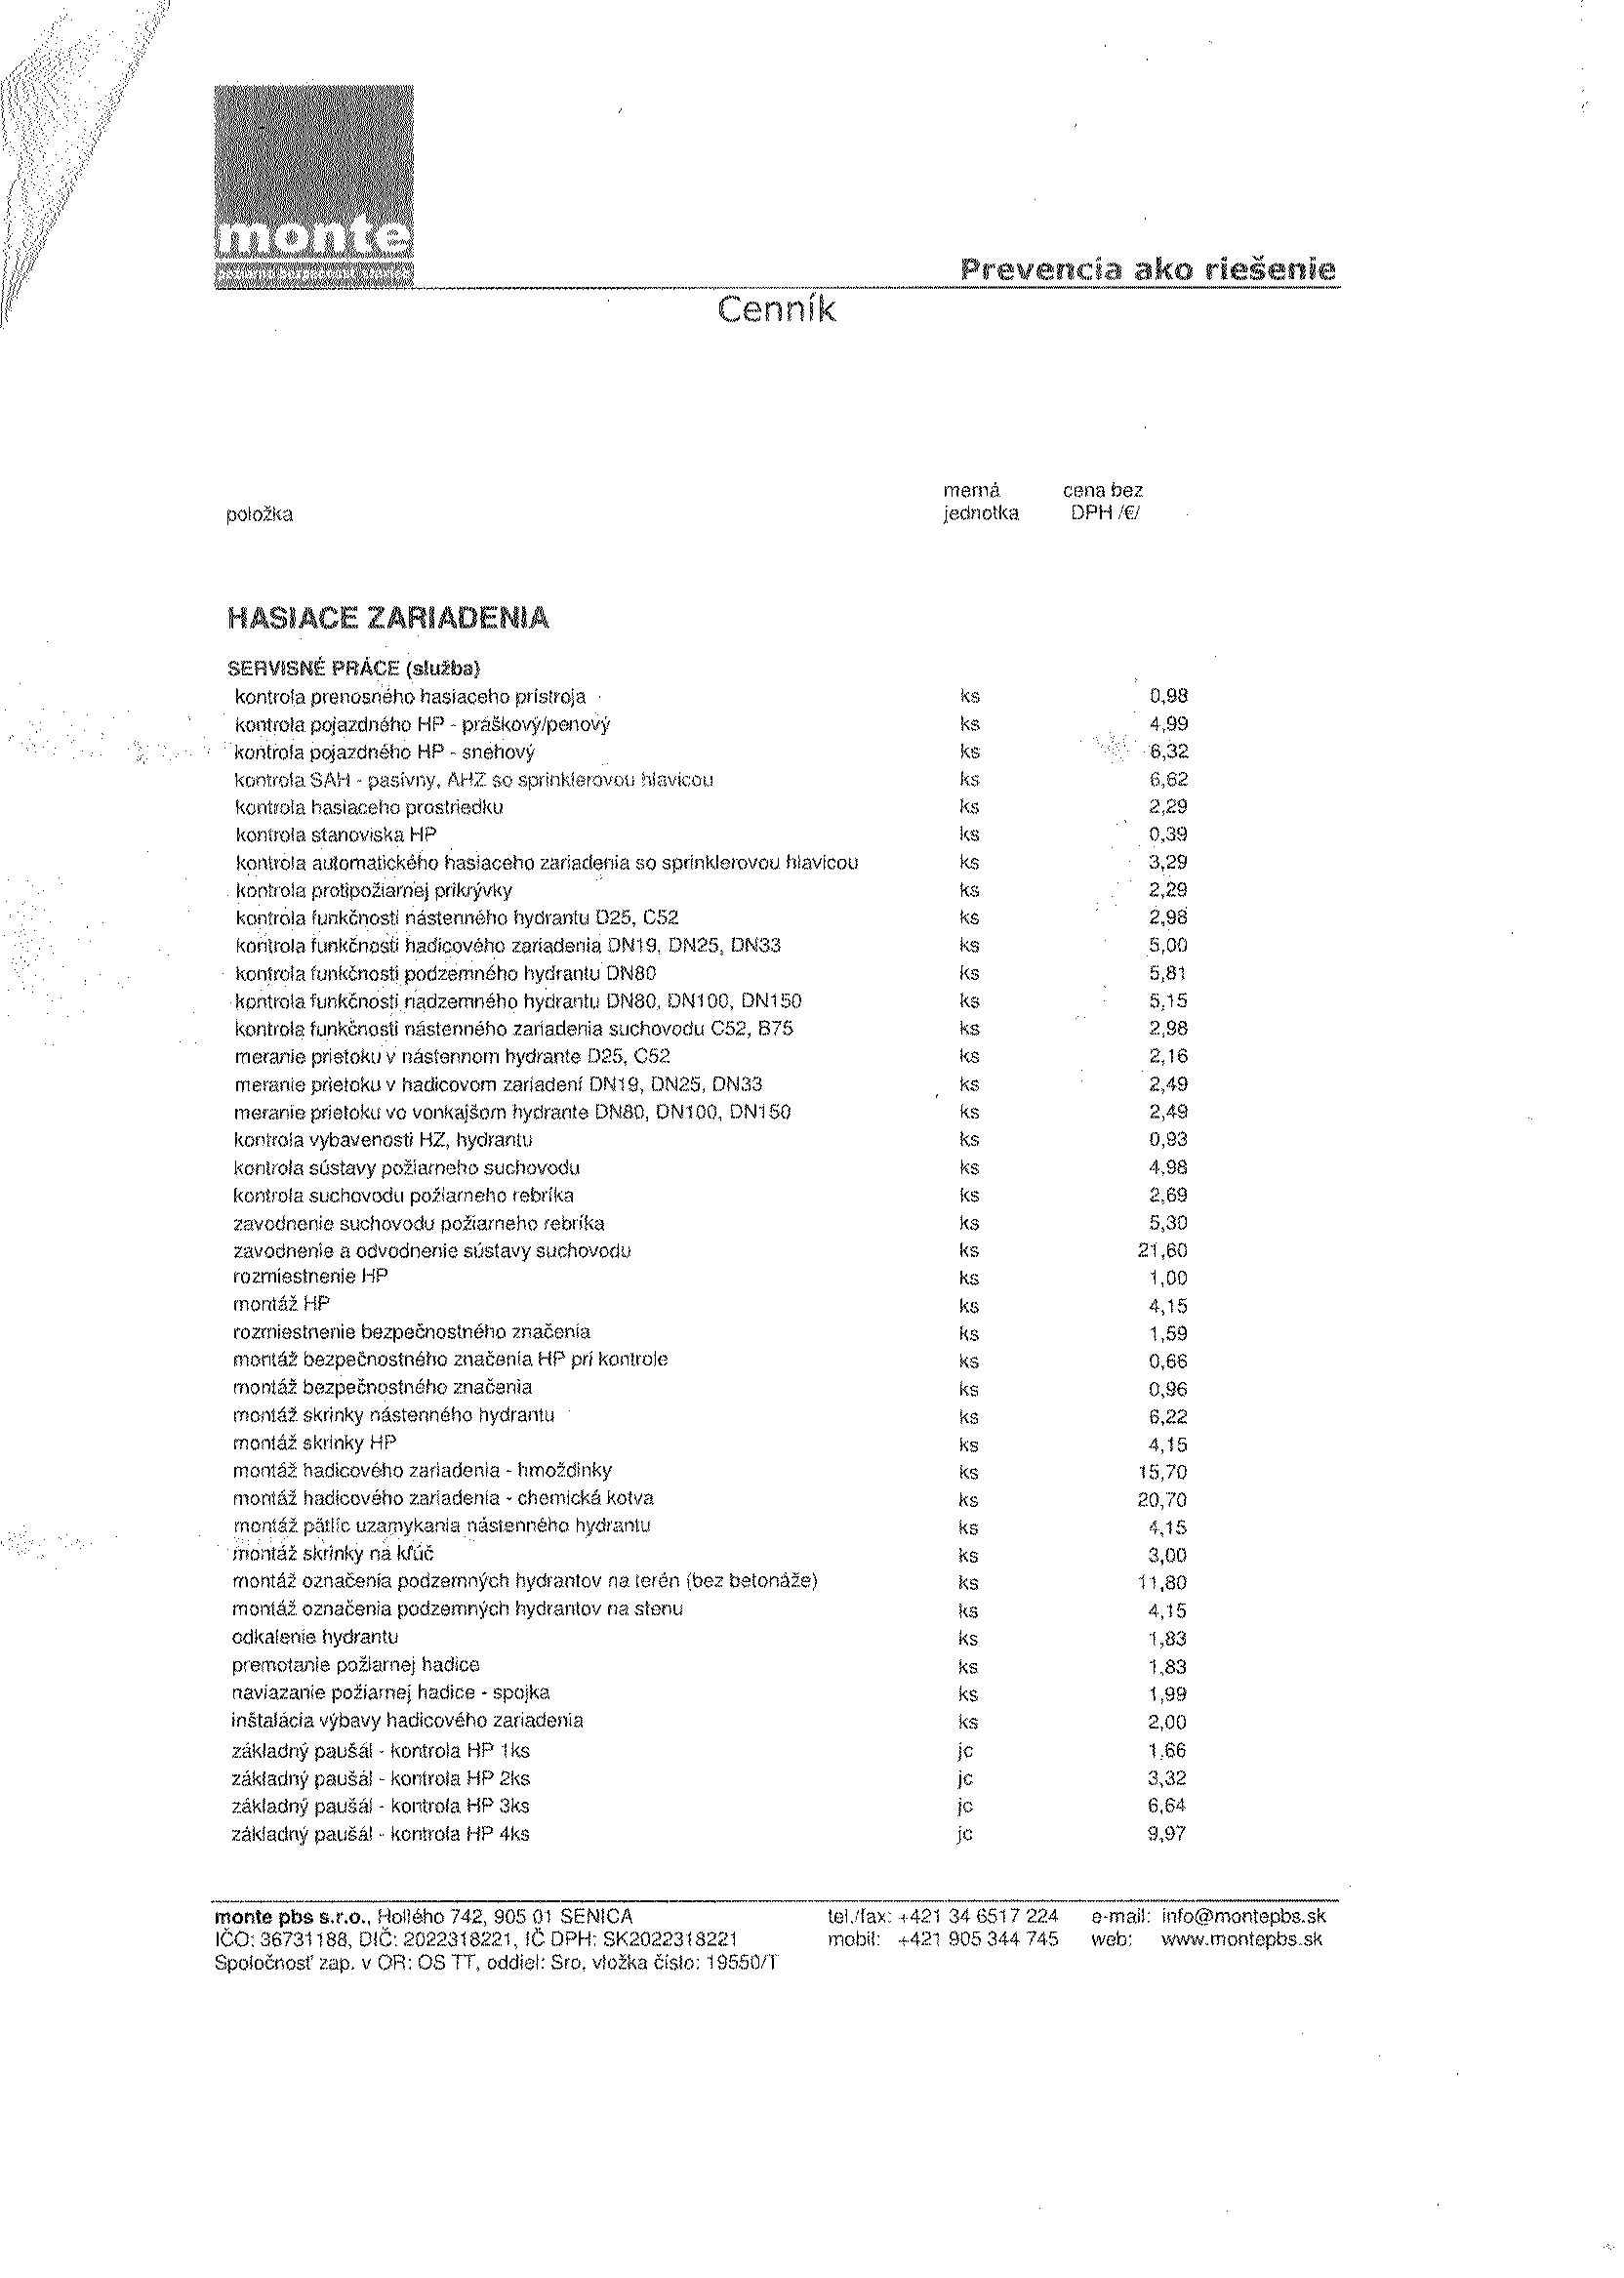 monte
Prevencia ako riešenie
Cenník
merná cena bez
položka jednotka DPH /€/
HASIACE ZARIADENIA
SERVISNÉ PRÁCE (služba)
kontrola prenosného hasiaceho prístroja ks 0,98
kontrola pojazdného HP - práškový/penový ks 4,99
kontrola pojazdného HP - snehový ks 6,32
kontrola SAH - pasívny, AHZ so sprinklerovou hlavicou ks 6,62
kontrola hasiaceho prostriedku ks 2,29
kontrola stanoviska HP ks 0,39
kontrola automatického hasiaceho zariadenia so sprinklerovou hlavicou ks 3,29
kontrola protipožiarnej prikrývky ks 2,29
kontrola funkčnosti nástenného hydrantu D25, C52 ks 2,98
kontrola funkčnosti hadicového zariadenia DN19, DN25, DN33 ks 5,00
kontrola funkčnosti podzemného hydrantu DN80 ks 5,81
kontrola funkčnosti nadzemného hydrantu DN80, DN100, DN150 ks 5,15
kontrola funkčnosti nástenného zariadenia suchovodu C52, B75 ks 2,98
meranie prietoku v nástennom hydrante D25, C52 ks 2,16
meranie prietoku v hadicovom zariadení DN19, DN25, DN33 ks 2,49
meranie prietoku vo vonkajšom hydrante DN80, DN100, DN150 ks 2,49
kontrola vybavenosti HZ, hydrantu ks 0,93
kontrola sústavy požiarneho suchovodu ks 4,98
kontrola suchovodu požiarneho rebríka ks 2,69
zavodnenie suchovodu požiarneho rebríka ks 5,30
zavodnenie a odvodnenie sústavy suchovodu ks 21,60
rozmiestnenie HP ks 1,00
montáž HP ks 4,15
rozmiestnenie bezpečnostného značenia ks 1,59
montáž bezpečnostného značenia HP pri kontrole ks 0,66
montáž bezpečnostného značenia ks 0,96
montáž skrinky nástenného hydrantu ks 6,22
montáž skrinky HP ks 4,15
montáž hadicového zariadenia - hmoždinky ks 15,70
montáž hadicového zariadenia - chemická kotva ks 20,70
montáž pätlíc uzamykania nástenného hydrantu ks 4,15
montáž skrinky na kľúč ks 3,00
montáž označenia podzemných hydrantov na terén (bez betonáže) ks 11,80
montáž označenia podzemných hydrantov na stenu ks 4,15
odkalenie hydrantu ks 1,83
premotanie požiarnej hadice ks 1,83
naviazanie požiarnej hadice - spojka ks 1,99
inštalácia výbavy hadicového zariadenia ks 2,00
základný paušál - kontrola HP 1ks jc 1,66
základný paušál - kontrola HP 2ks jc 3,32
základný paušál - kontrola HP 3ks jc 6,64
základný paušál - kontrola HP 4ks jc 9,97
monte pbs s.r.o., Hollého 742, 905 01 SENICA tel./fax: +421 34 6517 224 e-mail: info@montepbs.sk
IČO: 36731188, DIČ: 2022318221, IČ DPH: SK2022318221 mobil: +421 905 344 745 web: www.montepbs.sk
Spoločnosť zap. v OR: OS TT, oddiel: Sro, vložka číslo: 19550/T